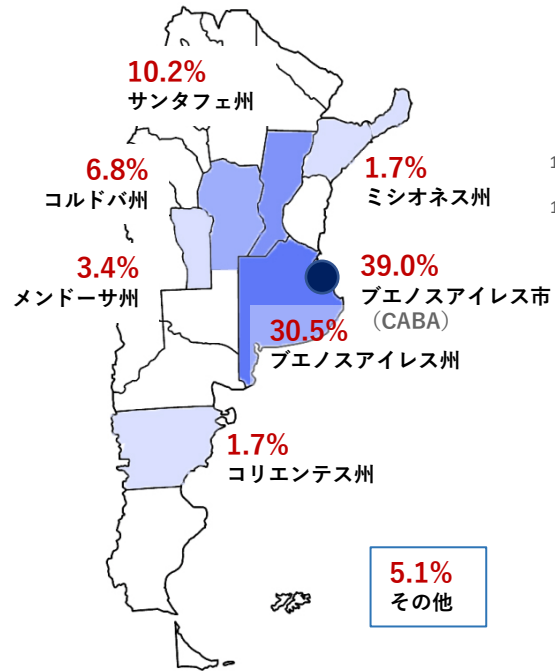 10.2%
サンタフェ州
6.8%
コルドバ州
1.7%
ミシオネス州
1
1
3.4%
メンドーサ州
39.0%
ブエノスアイレス市
（CABA）
30.5%
ブエノスアイレス州
1.7%
コリエンテス州
5.1%
その他